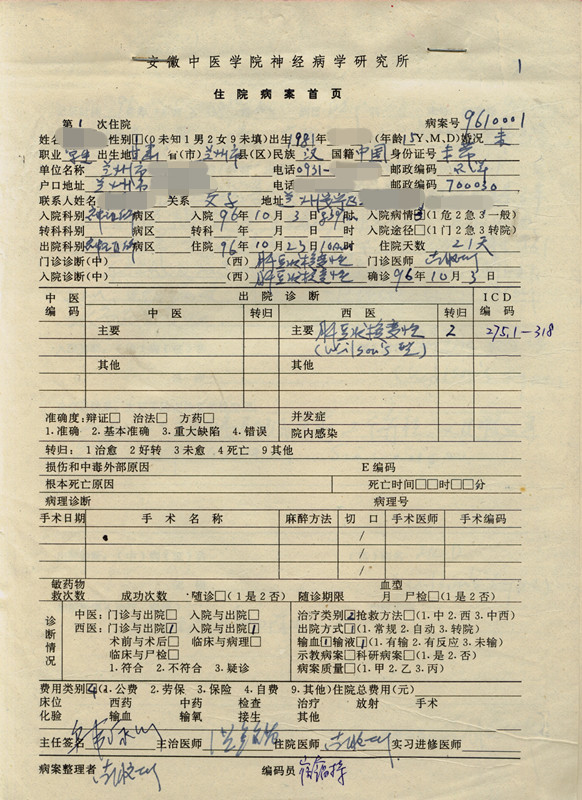 安徽中医学院神经病学研究所
1
住院病案首页
第1次住院 病案号 9610001
姓名 性别1(0未知1男2女9未填)出生1981年 (年龄15Y.M.D)婚况 未
职业 学生 出生地 甘肃 省(市)兰州市县(区)民族 汉 国籍 中国 身份证号
单位名称 兰州市 电话0931- 邮政编码
户口地址 兰州市 电话 邮政编码 700030
联系人姓名 关系 父子 地址 兰州
入院科别 病区 入院 96年10月3日 时 入院病情 (1危2急3一般)
转科科别 病区 转科 年 月 日 时 入院途径□(1门2急3转院)
出院科别 病区 住院 96年10月23日10时 住院天数 21天
门诊诊断(中) (西)肝豆状核变性 门诊医师
入院诊断(中) (西)肝豆状核变性 确诊96年10月3日
中医编码 出院诊断 ICD编码
中医 转归 西医 转归
主要 主要 肝豆状核变性 2 275.1-318
(Wilson's 型)
其他 其他
准确度:辩证□ 治法□ 方药□ 并发症
1.准确 2.基本准确 3.重大缺陷 4.错误 院内感染
转归:1治愈 2好转 3未愈 4死亡 9其他
损伤和中毒外部原因 E编码
根本死亡原因 死亡时间□□时□□分
病理诊断 病理号
手术日期 手术名称 麻醉方法 切口 手术医师 手术编码
/
/
/
敏药物 血型
救次数 成功次数 随诊□(1是2否) 随诊期限 月 尸检□(1是2否)
诊断情况
中医:门诊与出院□ 入院与出院□ 治疗类别2抢救方法□(1.中2.西3.中西)
西医:门诊与出院1 入院与出院1 出院方式1(1.常规2.自动3.转院)
术前与术后□ 临床与病理□ 输血1输液1(1.有输2.有反应3.未输)
临床与尸检□ 示教病案□科研病案□(1.是2.否)
1.符合 2.不符合 3.疑诊 病案质量□(1.甲2.乙3.丙)
费用类别4(1.公费 2.劳保 3.保险 4.自费 9.其他)住院总费用(元)
床位 西药 中药 检查 治疗 放射 手术
化验 输血 输氧 接生 其他
主任签名 主治医师 住院医师 实习进修医师
病案整理者 编码员